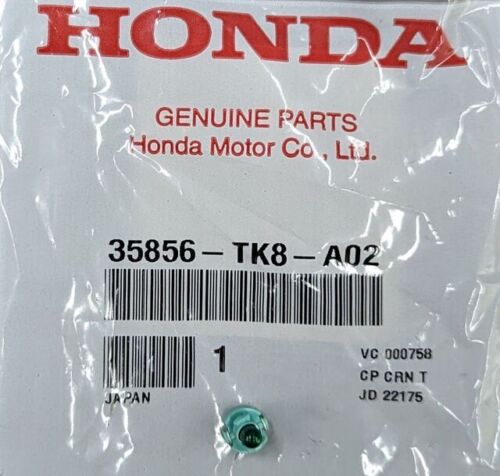 HONDA
GENUINE PARTS
Honda Motor Co., Ltd.
35856-TK8-A02
1
VC 000758
CP CRN T
JAPAN
JD 22175